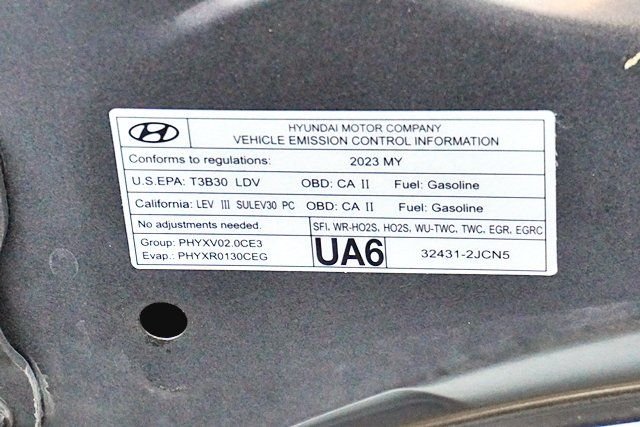 HYUNDAI MOTOR COMPANY
VEHICLE EMISSION CONTROL INFORMATION
Conforms to regulations: 2023 MY
U.S.EPA: T3B30 LDV OBD: CA II Fuel: Gasoline
California: LEV III SULEV30 PC OBD: CA II Fuel: Gasoline
No adjustments needed. SFI, WR-HO2S, HO2S, WU-TWC, TWC, EGR, EGRC
Group: PHYXV02.0CE3
Evap.: PHYXR0130CEG
UA6
32431-2JCN5